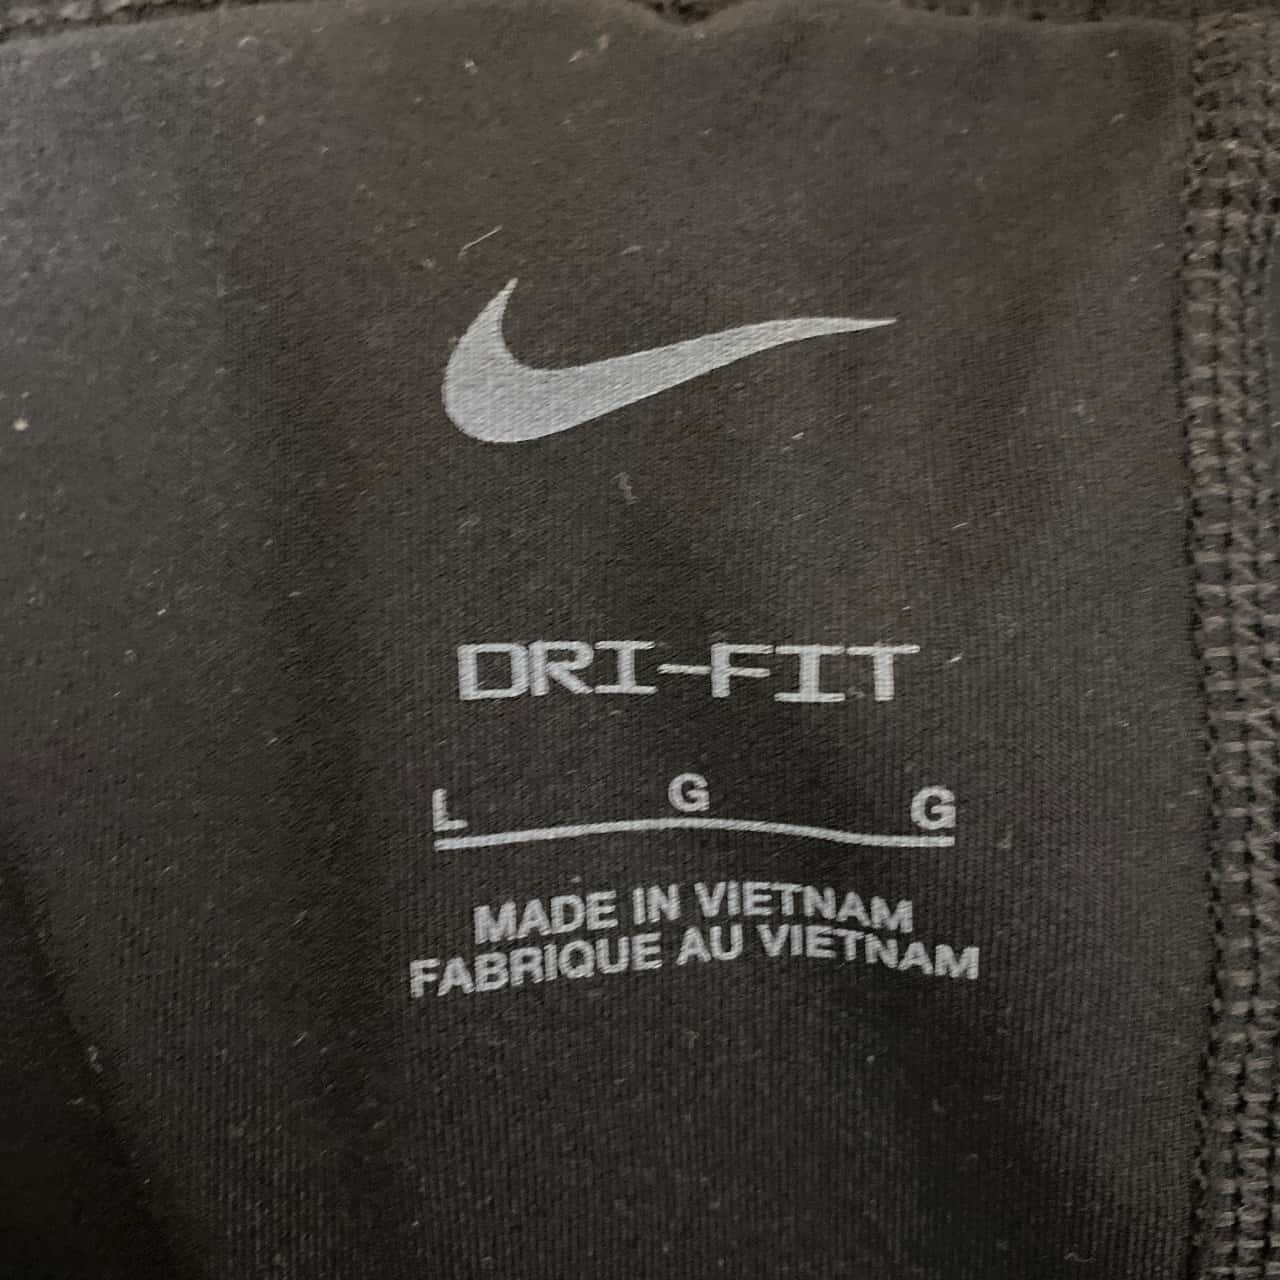 DRI-FIT
L G G
MADE IN VIETNAM
FABRIQUE AU VIETNAM